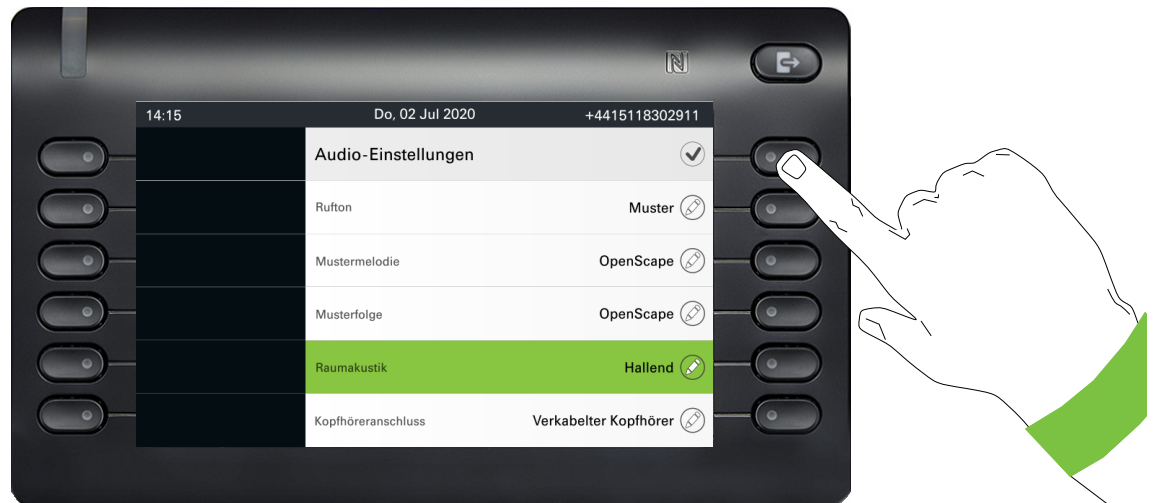 14:15 Do, 02 Jul 2020 +4415118302911
Audio-Einstellungen
Rufton Muster
Mustermelodie OpenScape
Musterfolge OpenScape
Raumakustik Hallend
Kopfhöreranschluss Verkabelter Kopfhörer